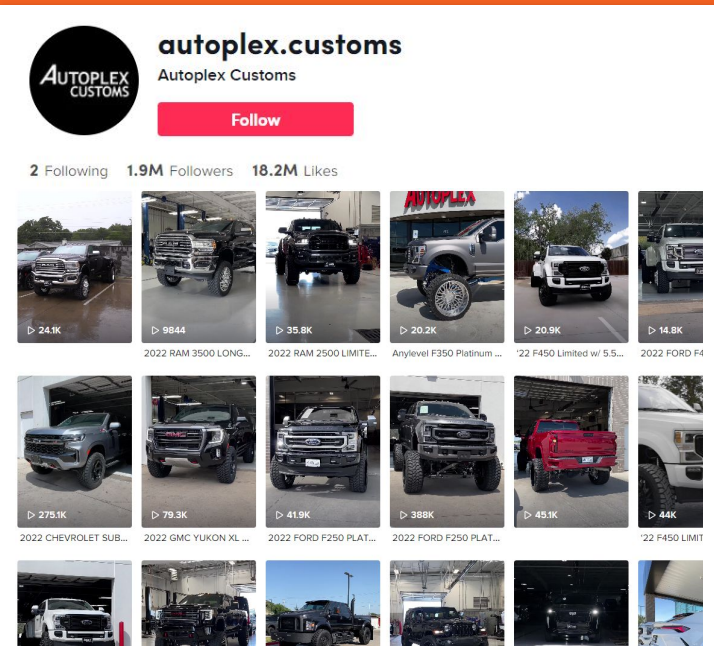 AUTOPLEX
CUSTOMS
autoplex.customs
Autoplex Customs
Follow
2 Following 1.9M Followers 18.2M Likes
AUTOPLEX
24.1K 9844 35.8K 20.2K 20.9K 14.8K
2022 RAM 3500 LONG... 2022 RAM 2500 LIMITE... Anylevel F350 Platinum ... '22 F450 Limited w/ 5.5... 2022 FORD F4
GMC
275.1K 79.3K 41.9K 388K 45.1K 44K
2022 CHEVROLET SUB... 2022 GMC YUKON XL ... 2022 FORD F250 PLAT... 2022 FORD F250 PLAT... '22 F450 LIMIT